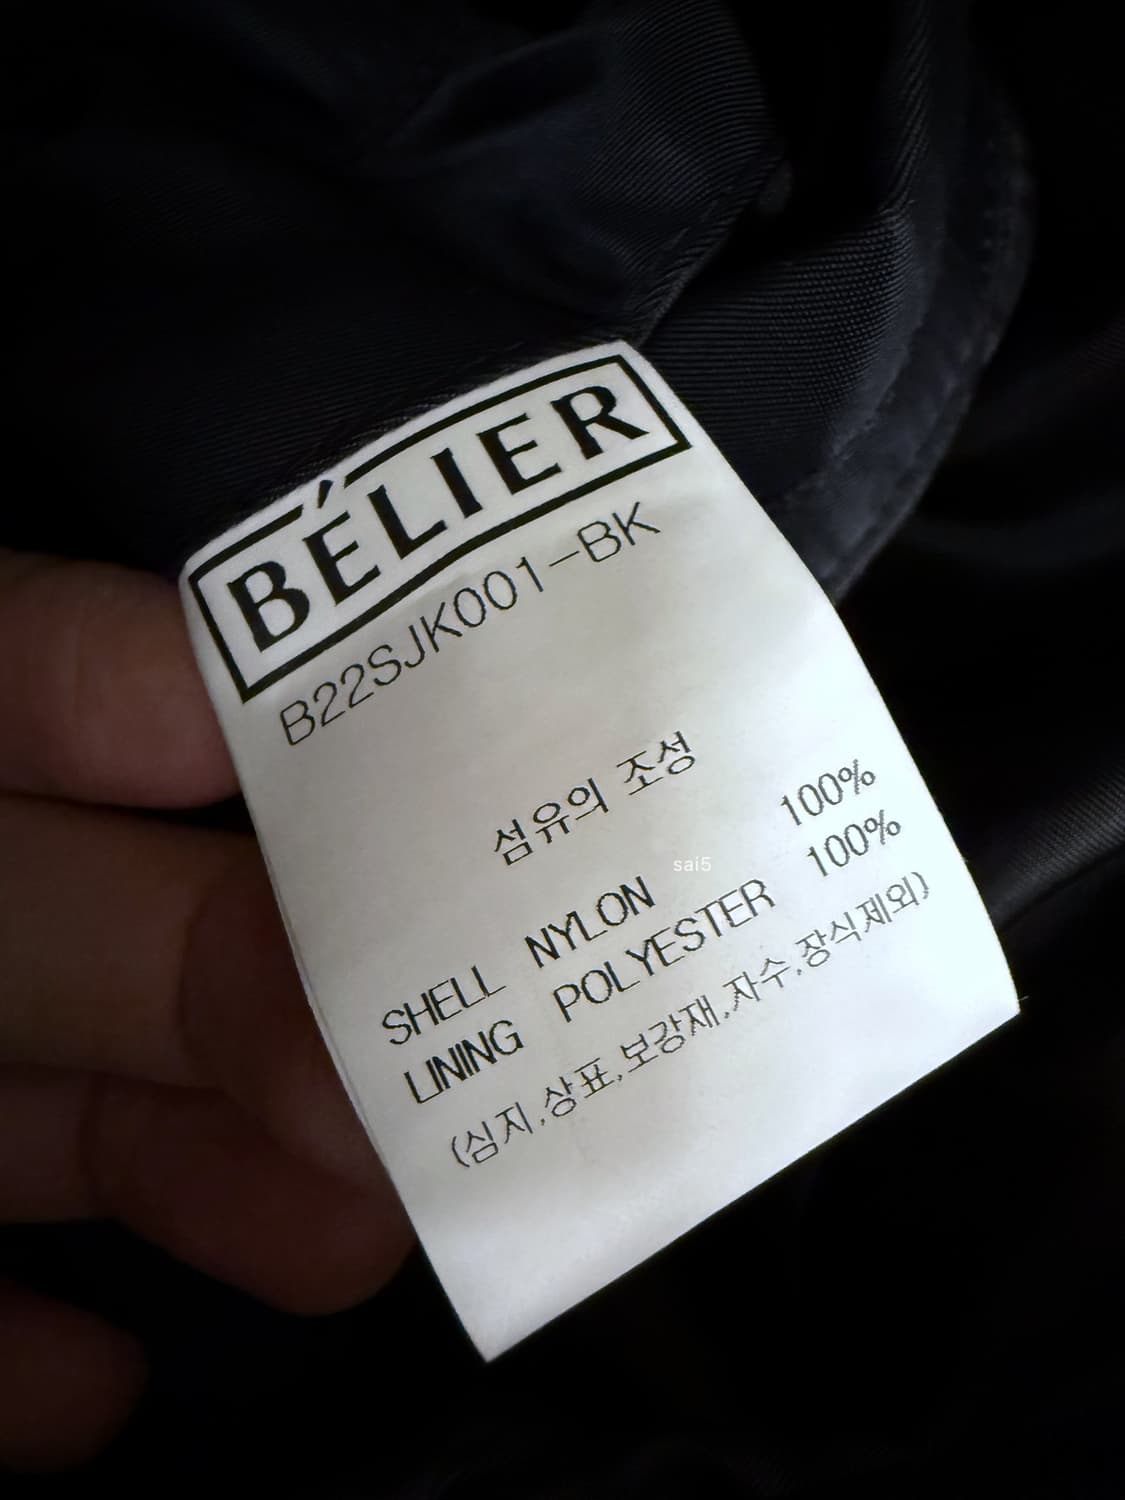 BÉLIER
B22SJK001-BK
섬유의 조성
SHELL NYLON 100%
LINING POLYESTER 100%
(심지,상표,보강재,자수,장식제외)
sai5